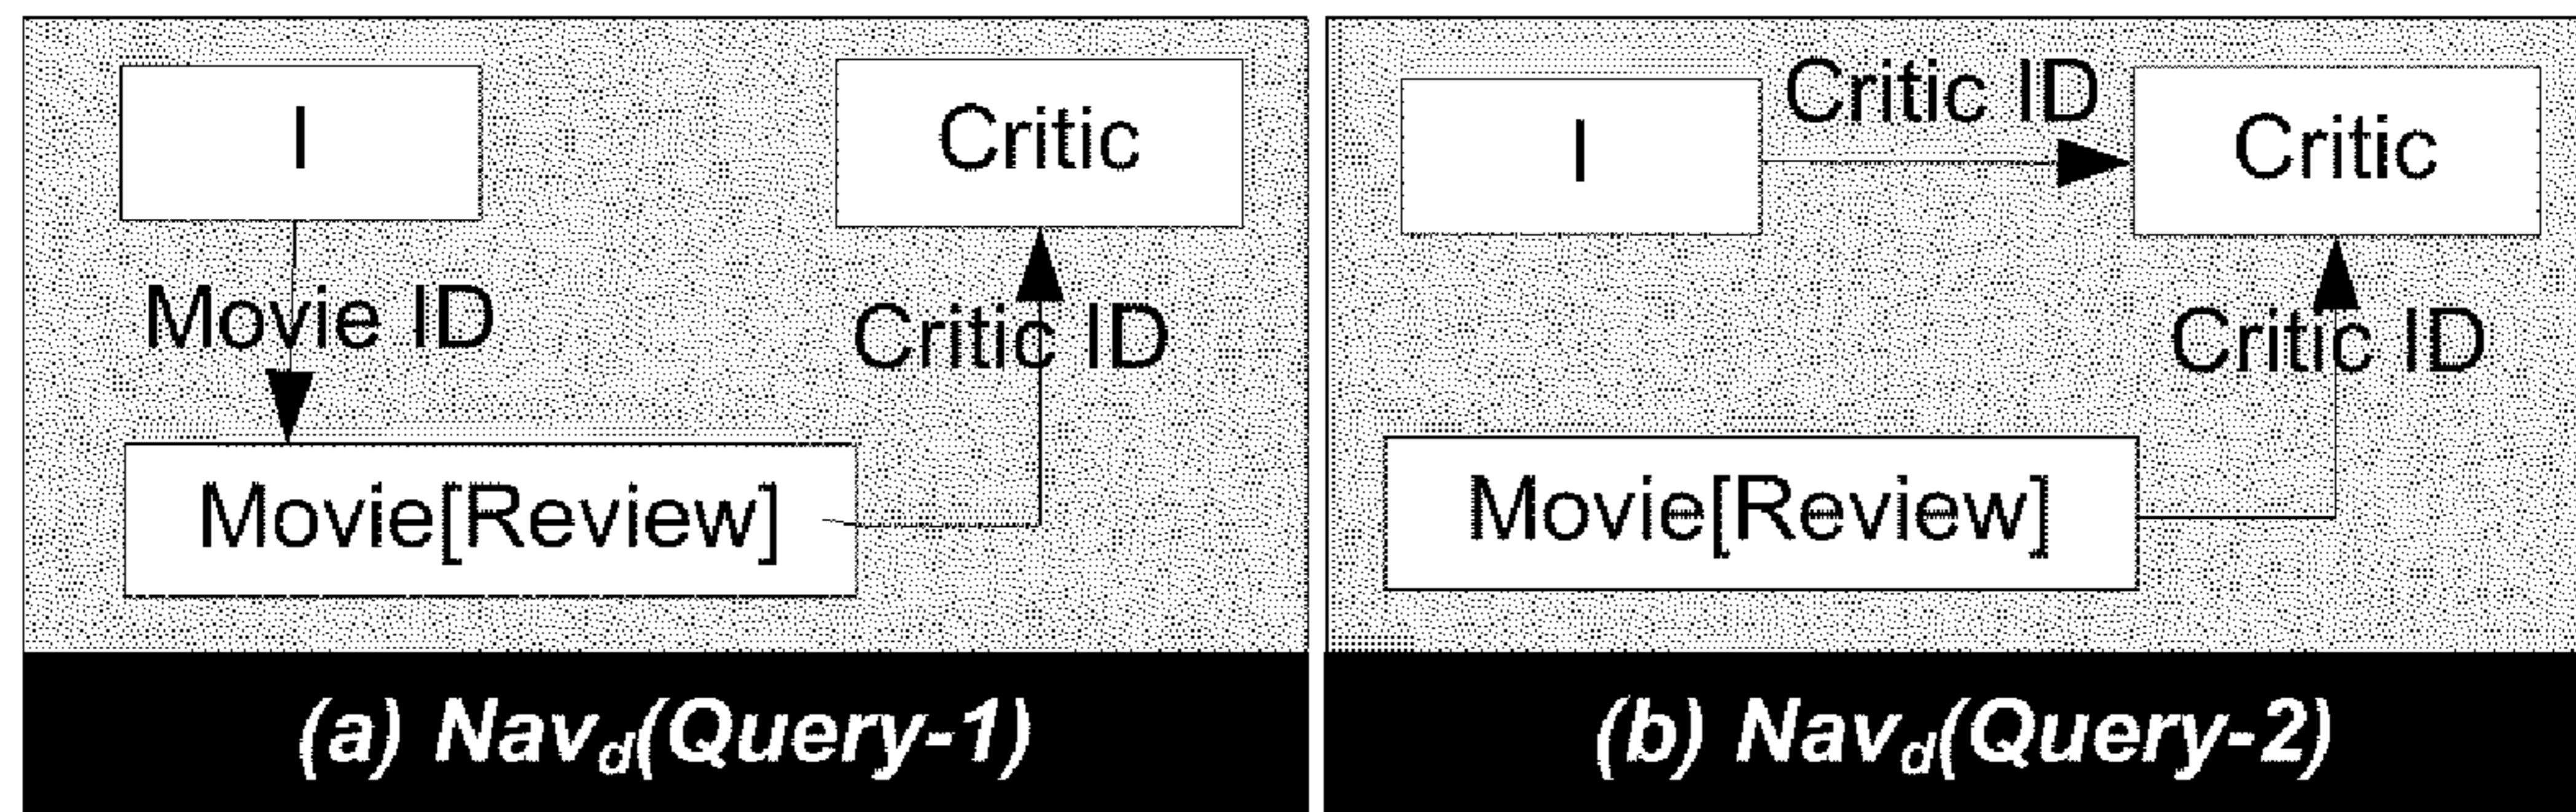 I
Critic
Movie ID
Critic ID
Movie[Review]
(a) Navd(Query-1)
I
Critic ID
Critic
Critic ID
Movie[Review]
(b) Navd(Query-2)